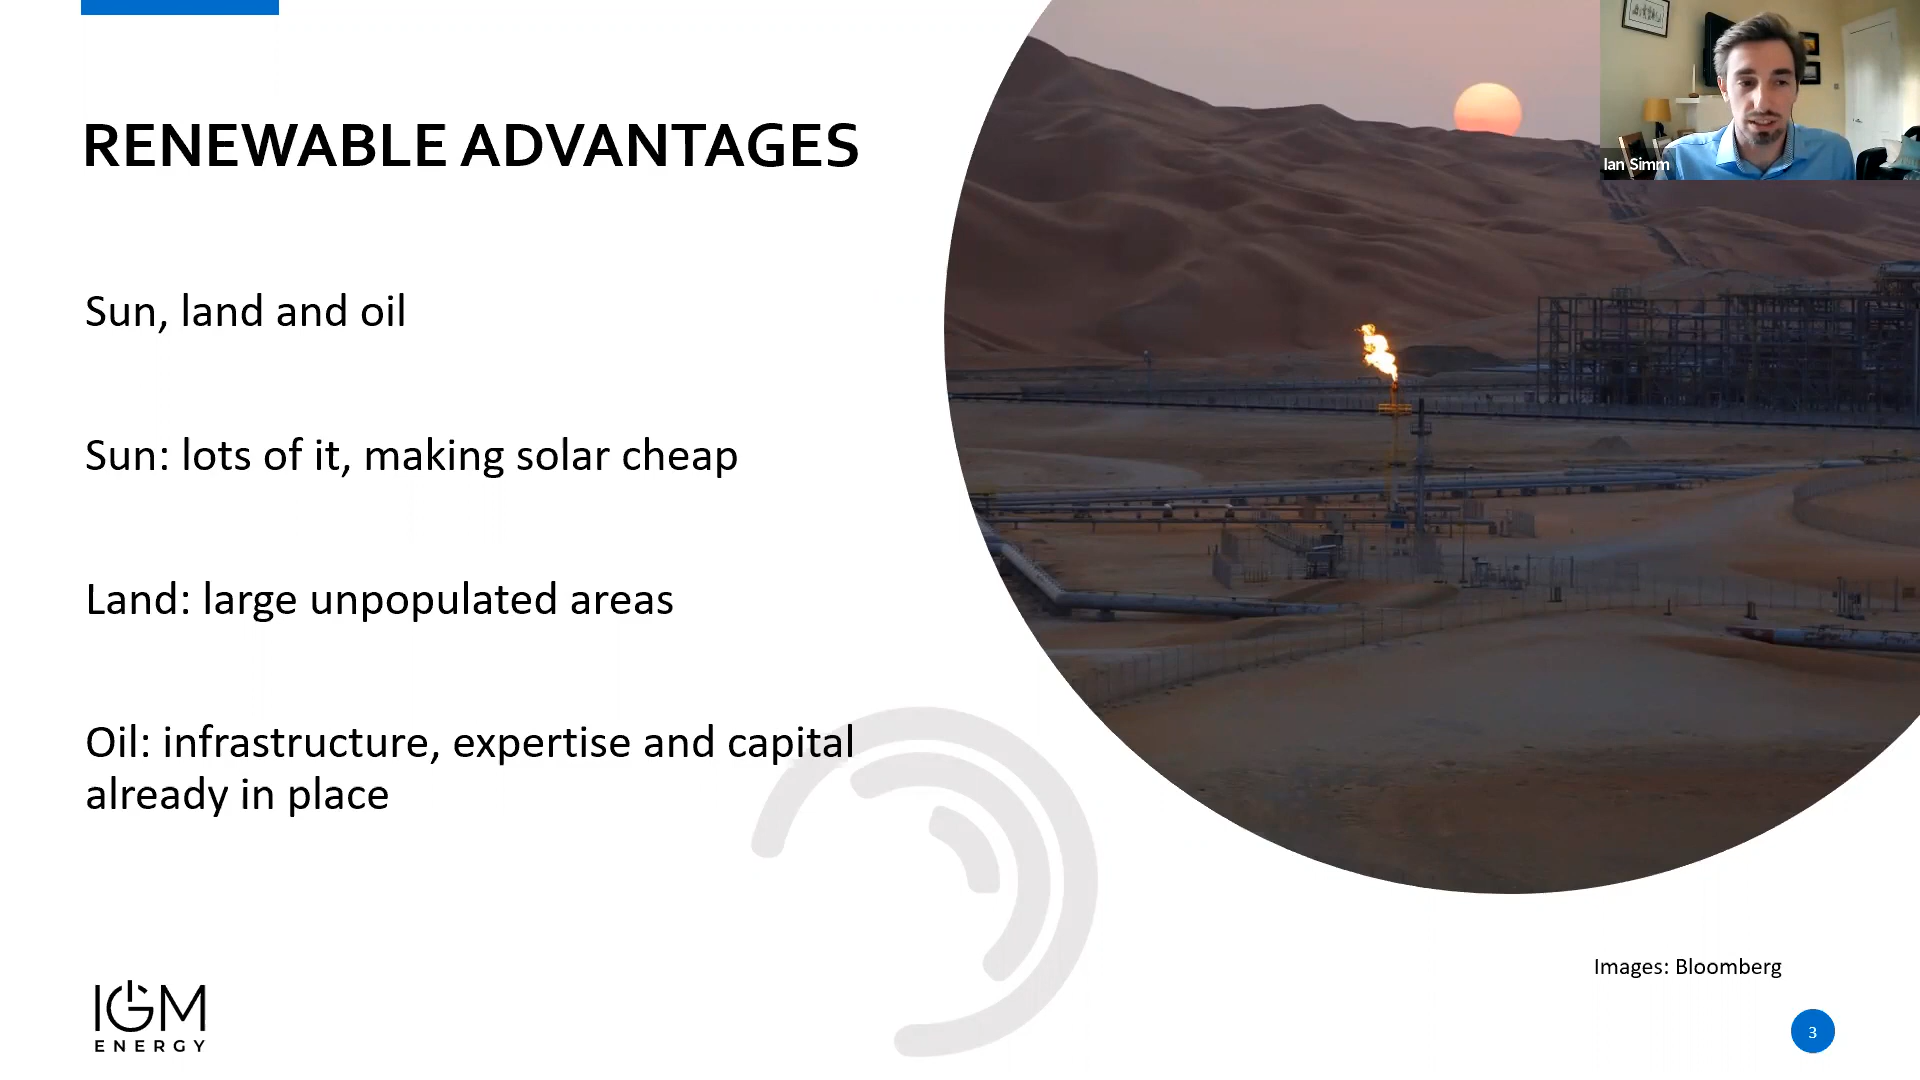 RENEWABLE ADVANTAGES
Ian Simm
Sun, land and oil
Sun: lots of it, making solar cheap
Land: large unpopulated areas
Oil: infrastructure, expertise and capital
already in place
Images: Bloomberg
IGM
ENERGY
3